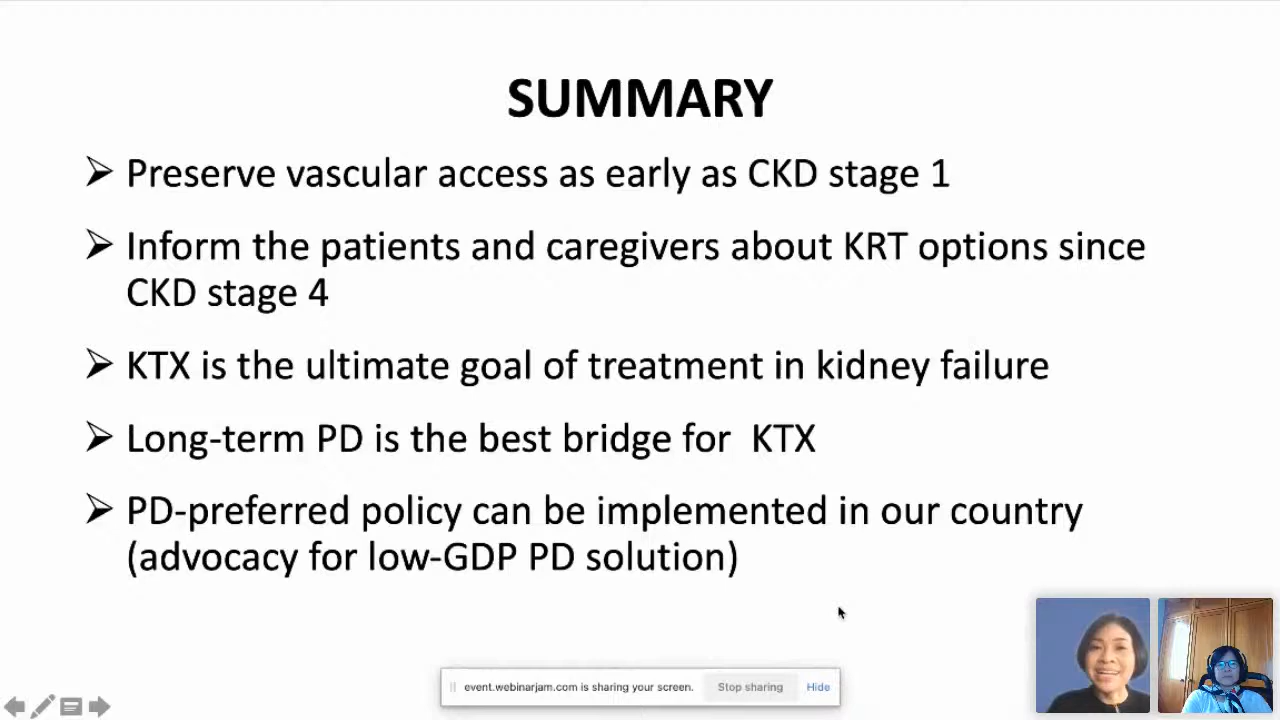 SUMMARY
➢ Preserve vascular access as early as CKD stage 1
➢ Inform the patients and caregivers about KRT options since
CKD stage 4
➢ KTX is the ultimate goal of treatment in kidney failure
➢ Long-term PD is the best bridge for  KTX
➢ PD-preferred policy can be implemented in our country
(advocacy for low-GDP PD solution)
event.webinarjam.com is sharing your screen. Stop sharing Hide